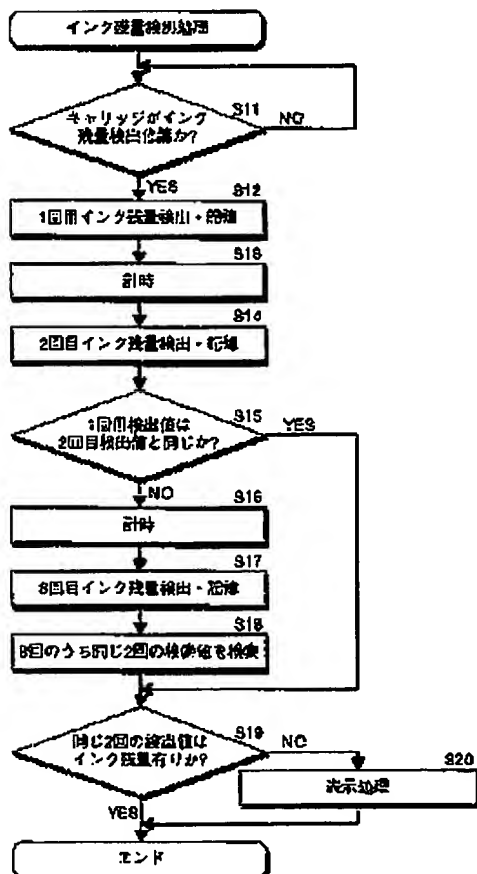 インク残量検出処理
S11
キャリッジがインク
残量検出位置か?
NO
YES
S12
1回目インク残量検出・記憶
S13
計時
S14
2回目インク残量検出・記憶
S15
1回目検出値は
2回目検出値と同じか?
YES
NO
S16
計時
S17
3回目インク残量検出・記憶
S18
3回のうち同じ2回の検出値を検索
S19
同じ2回の検出値は
インク残量有りか?
NO
YES
S20
表示処理
エンド